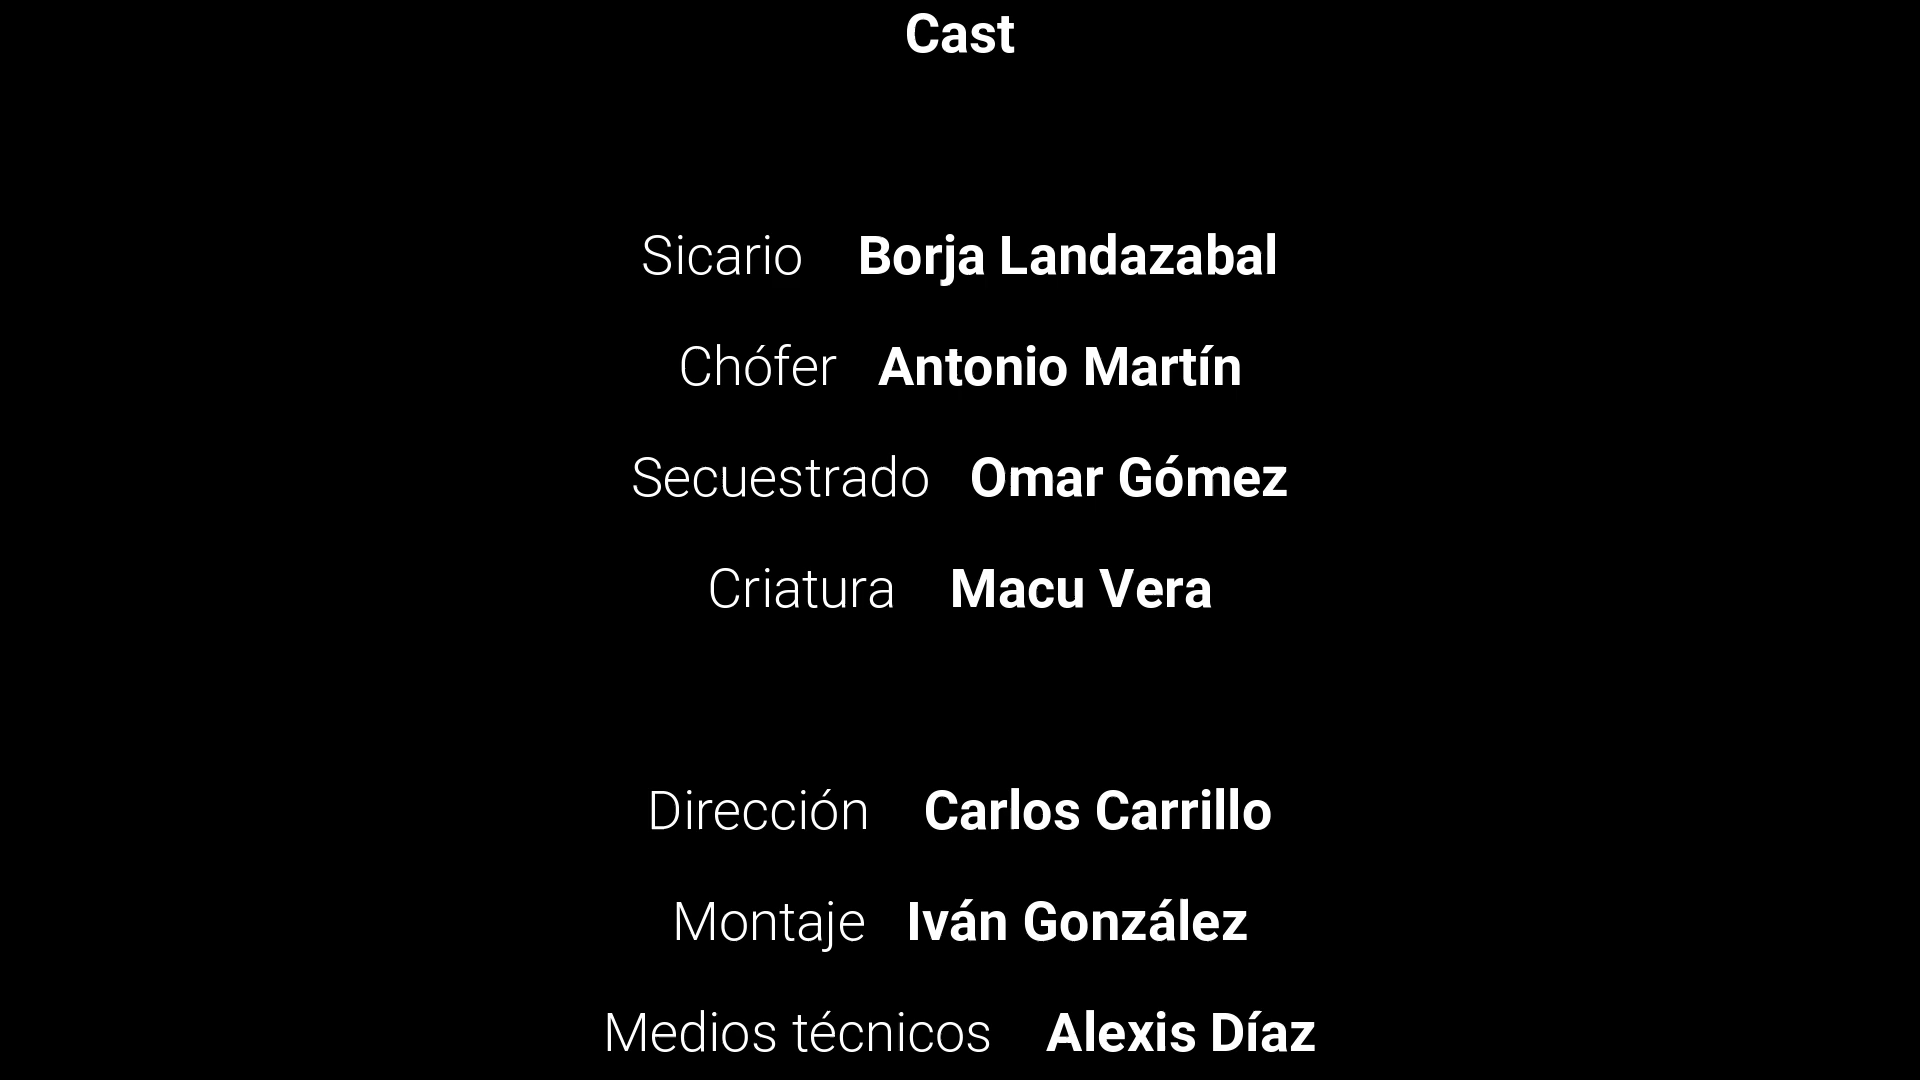 Cast
Sicario Borja Landazabal
Chófer Antonio Martín
Secuestrado Omar Gómez
Criatura Macu Vera
Dirección Carlos Carrillo
Montaje Iván González
Medios técnicos Alexis Díaz